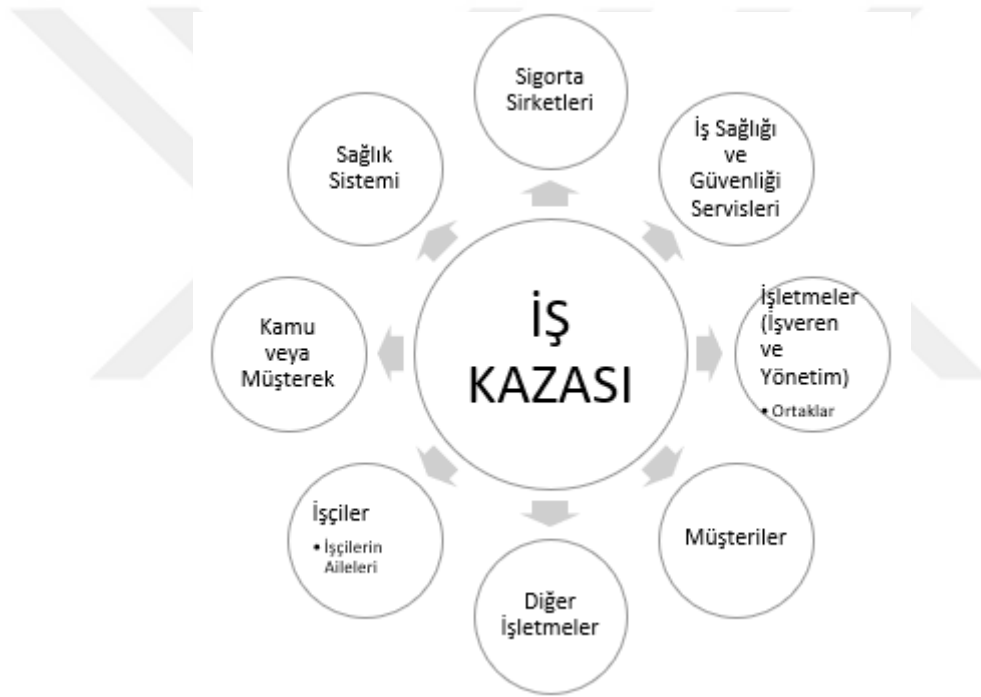 Sigorta
Sirketleri
İş Sağlığı
ve
Güvenliği
Servisleri
İşletmeler
(İşveren
ve
Yönetim)
• Ortaklar
Müşteriler
Diğer
İşletmeler
İşçiler
• İşçilerin
Aileleri
Kamu
veya
Müşterek
Sağlık
Sistemi
İŞ
KAZASI